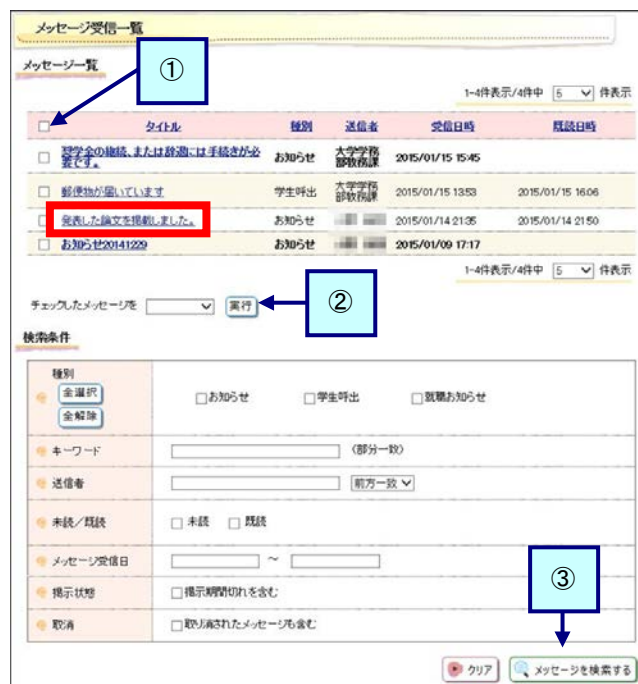 メッセージ受信一覧
メッセージ一覧
①
1-4件表示/4件中 5 件表示
タイトル 種別 送信者 受信日時 既読日時
奨学金の継続、または辞退には手続きが必要です。 お知らせ 大学学務部教務課 2015/01/15 15:45
郵便物が届いています 学生呼出 大学学務部教務課 2015/01/15 13:53 2015/01/15 16:06
発表した論文を掲載しました。 お知らせ 2015/01/14 21:35 2015/01/14 21:50
お知らせ20141229 お知らせ 2015/01/09 17:17
1-4件表示/4件中 5 件表示
チェックしたメッセージを 実行
②
検索条件
種別
全選択
全解除
お知らせ 学生呼出 就職お知らせ
キーワード (部分一致)
送信者 前方一致
未読/既読 未読 既読
メッセージ受信日 ~
掲示状態 掲示期間切れを含む
取消 取り消されたメッセージも含む
③
クリア メッセージを検索する